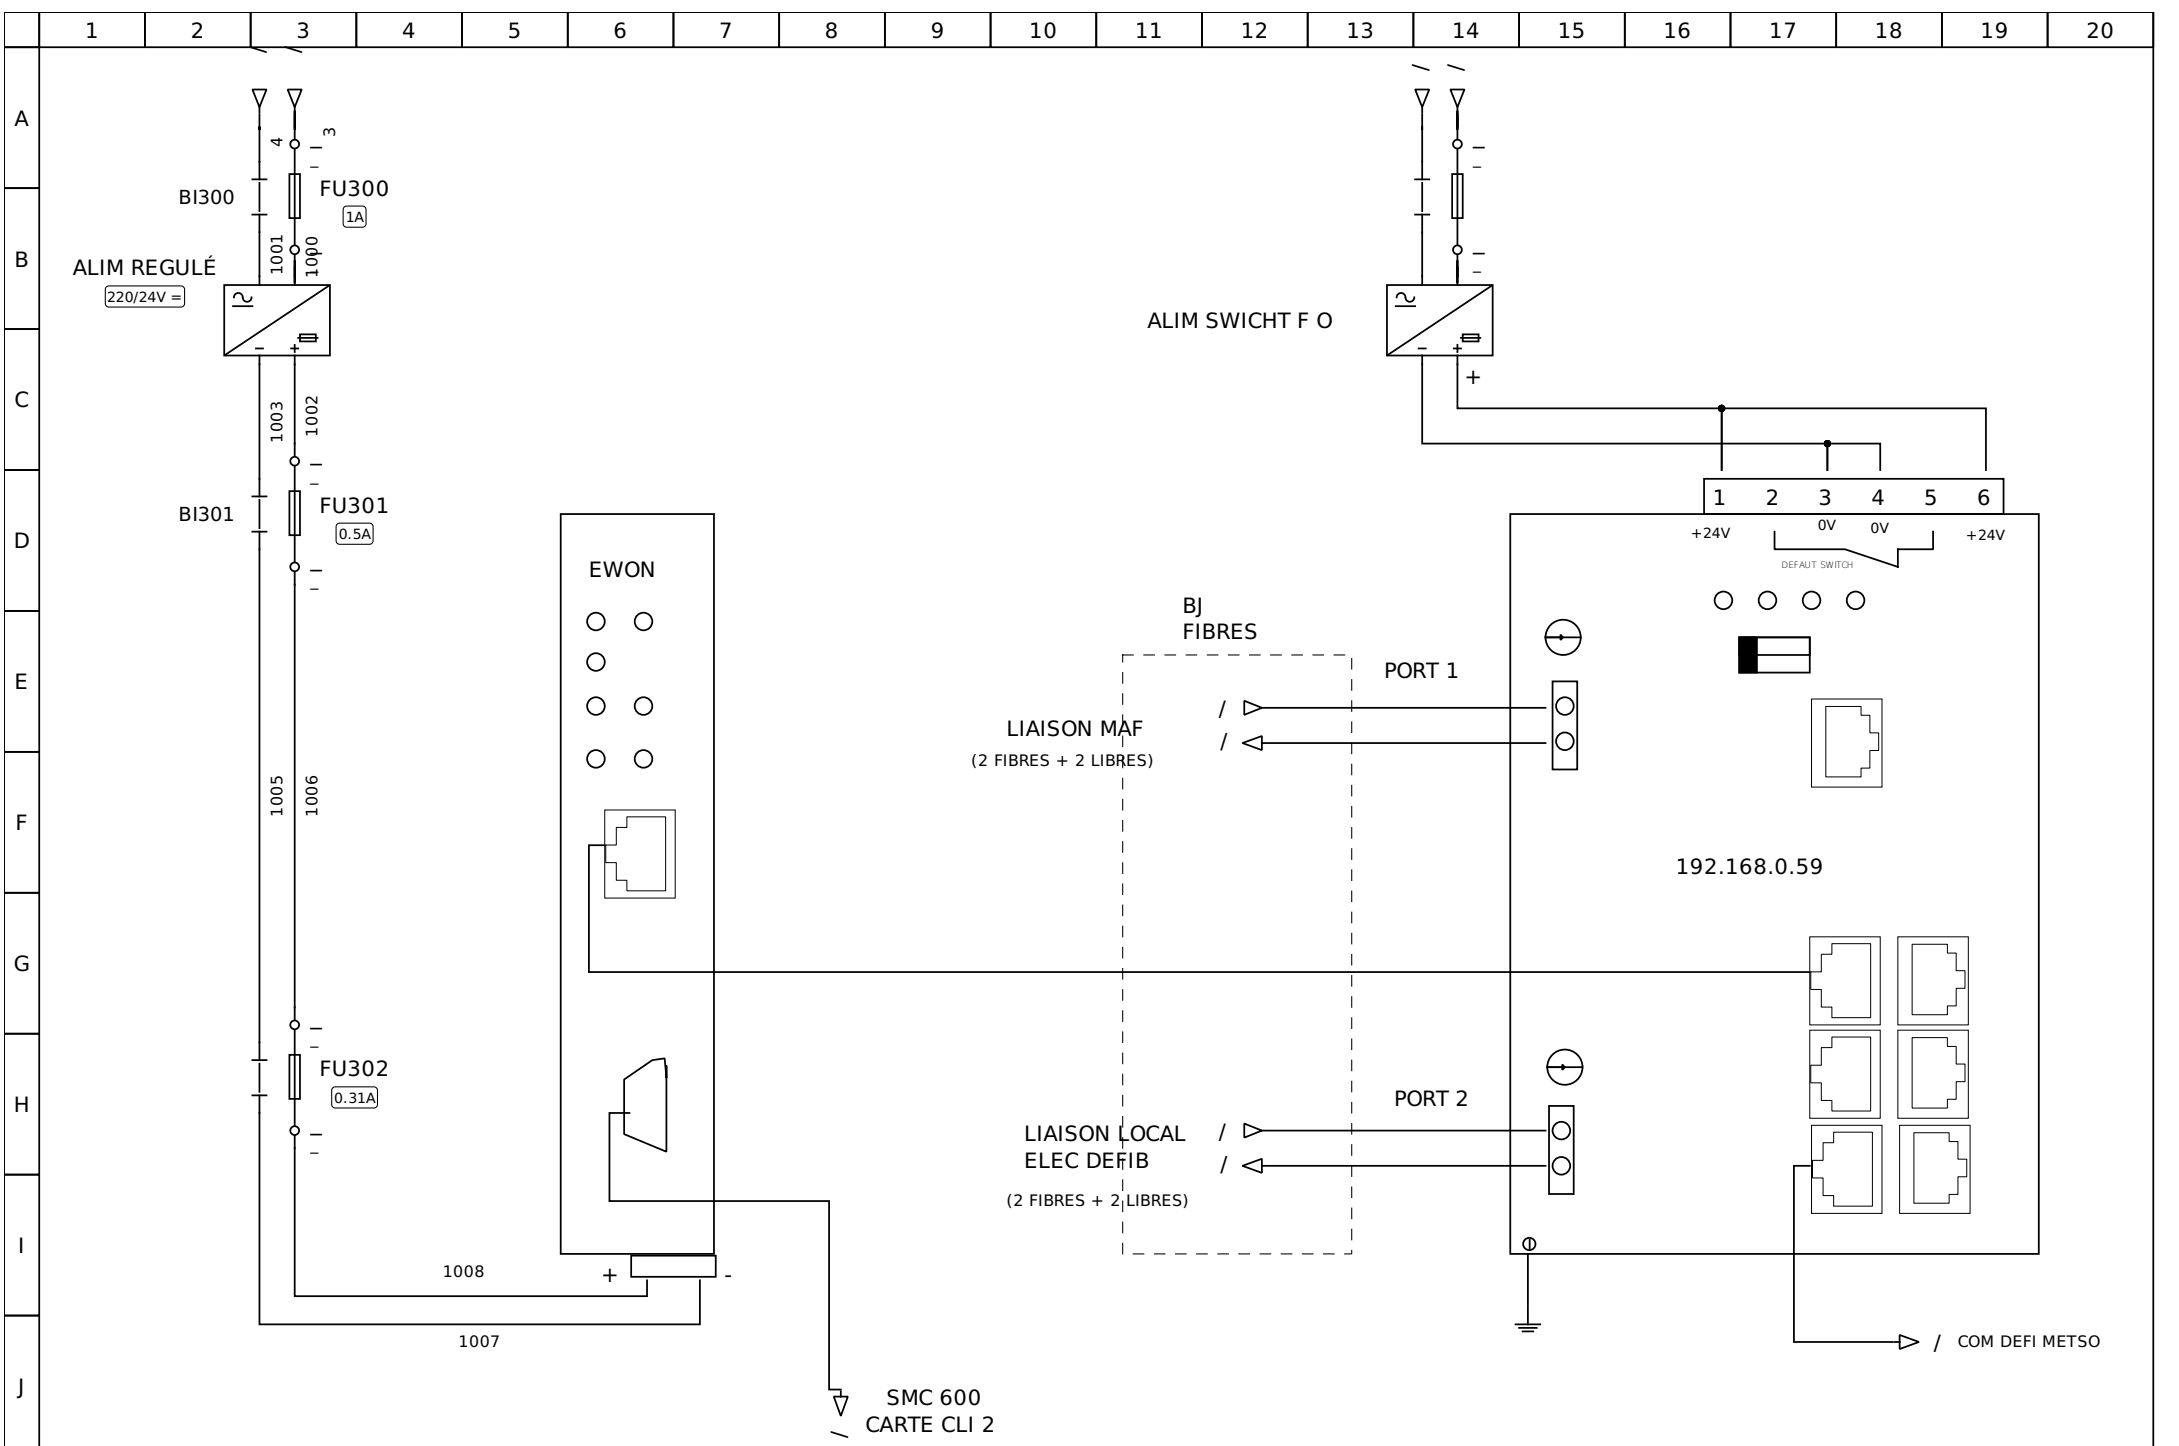 1 2 3 4 5 6 7 8 9 10 11 12 13 14 15 16 17 18 19 20
A
B
C
D
E
F
G
H
I
J
4
3
BI300
FU300
1A
1001
1000
ALIM REGULÉ
220/24V =
- +
1003
1002
BI301
FU301
0.5A
1005
1006
FU302
0.31A
1008
1007
EWON
+ -
SMC 600
CARTE CLI 2
/
ALIM SWICHT F O
- +
+
BJ
FIBRES
PORT 1
LIAISON MAF
(2 FIBRES + 2 LIBRES)
/
/
PORT 2
LIAISON LOCAL
ELEC DEFIB
(2 FIBRES + 2 LIBRES)
/
/
1 2 3 4 5 6
+24V 0V 0V +24V
DEFAUT SWITCH
192.168.0.59
/ COM DEFI METSO